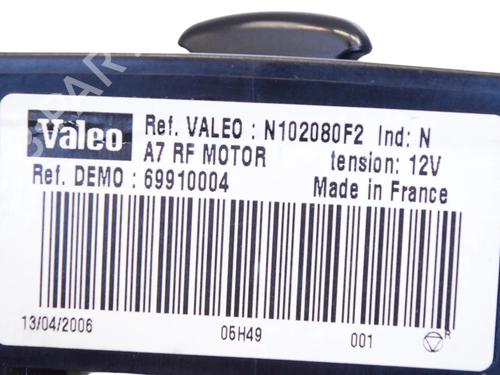 Valeo Ref. VALEO : N102080F2 Ind: N
A7 RF MOTOR tension: 12V
Ref. DEMO : 69910004 Made in France
13/04/2006 05H49 001 R